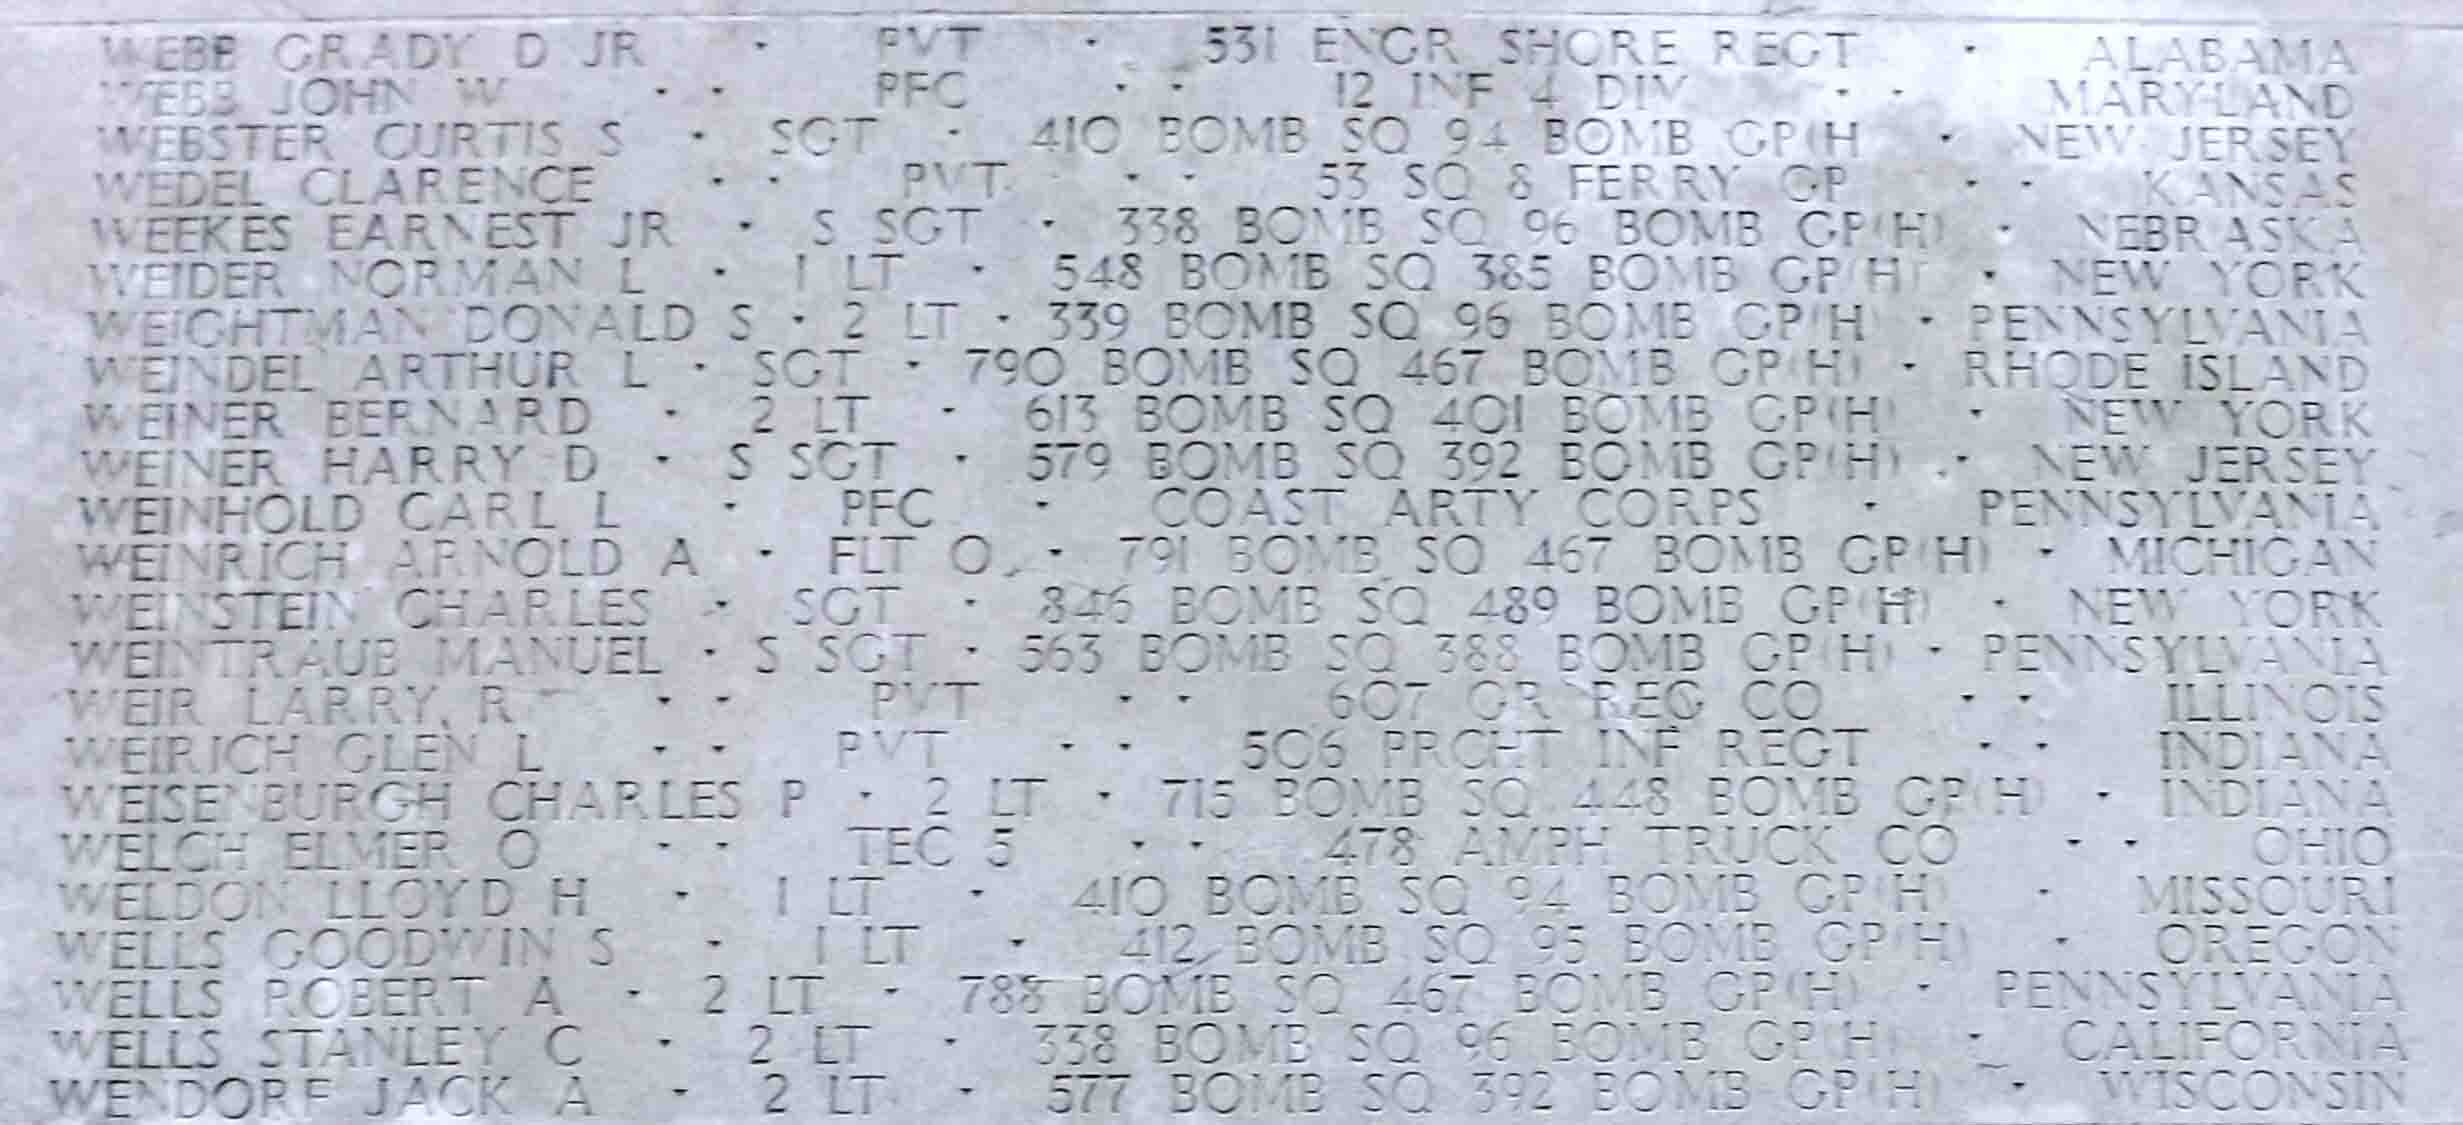 WEBB GRADY D JR · PVT · 531 ENGR SHORE REGT · ALABAMA
WEBB JOHN W · · PFC · · 12 INF 4 DIV · · MARYLAND
WEBSTER CURTIS S · SGT · 410 BOMB SQ 94 BOMB GP(H · NEW JERSEY
WEDEL CLARENCE · · PVT · · 53 SQ 8 FERRY GP · · KANSAS
WEEKES EARNEST JR · S SGT · 338 BOMB SQ 96 BOMB GP(H) · NEBRASKA
WEIDER NORMAN L · 1 LT · 548 BOMB SQ 385 BOMB GP(H) · NEW YORK
WEIGHTMAN DONALD S · 2 LT · 339 BOMB SQ 96 BOMB GP(H) · PENNSYLVANIA
WEINDEL ARTHUR L · SGT · 790 BOMB SQ 467 BOMB GP(H) · RHODE ISLAND
WEINER BERNARD · 2 LT · 613 BOMB SQ 401 BOMB GP(H) · NEW YORK
WEINER HARRY D · S SGT · 579 BOMB SQ 392 BOMB GP(H) · NEW JERSEY
WEINHOLD CARL L · PFC · COAST ARTY CORPS · PENNSYLVANIA
WEINRICH ARNOLD A · FLT O · 791 BOMB SQ 467 BOMB GP(H) · MICHIGAN
WEINSTEIN CHARLES · SGT · 846 BOMB SQ 489 BOMB GP(H) · NEW YORK
WEINTRAUB MANUEL · S SGT · 563 BOMB SQ 388 BOMB GP(H) · PENNSYLVANIA
WEIR LARRY R · · PVT · · 607 GR REG CO · · ILLINOIS
WEIRICH GLEN L · · PVT · · 506 PRCHT INF REGT · · INDIANA
WEISENBURGH CHARLES P · 2 LT · 715 BOMB SQ 448 BOMB GP(H) · INDIANA
WELCH ELMER O · · TEC 5 · · 478 AMPH TRUCK CO · · OHIO
WELDON LLOYD H · 1 LT · 410 BOMB SQ 94 BOMB GP(H) · MISSOURI
WELLS GOODWIN S · 1 LT · 412 BOMB SQ 95 BOMB GP(H) · OREGON
WELLS ROBERT A · 2 LT · 788 BOMB SQ 467 BOMB GP(H) · PENNSYLVANIA
WELLS STANLEY C · 2 LT · 338 BOMB SQ 96 BOMB GP(H) · CALIFORNIA
WENDORF JACK A · 2 LT · 577 BOMB SQ 392 BOMB GP(H) · WISCONSIN